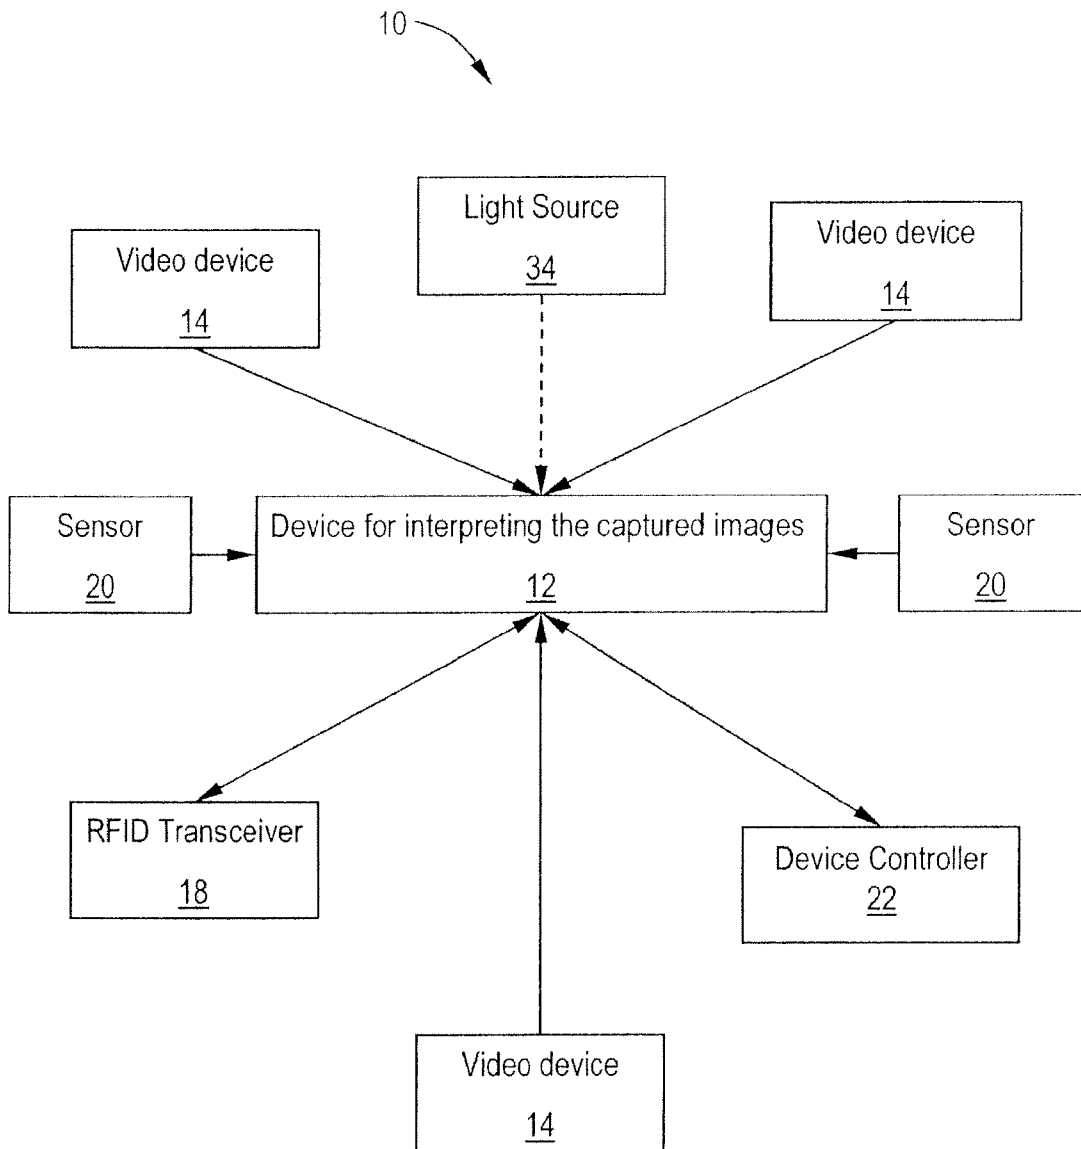 10
Light Source
34
Video device
14
Video device
14
Sensor
20
Device for interpreting the captured images
12
Sensor
20
RFID Transceiver
18
Device Controller
22
Video device
14